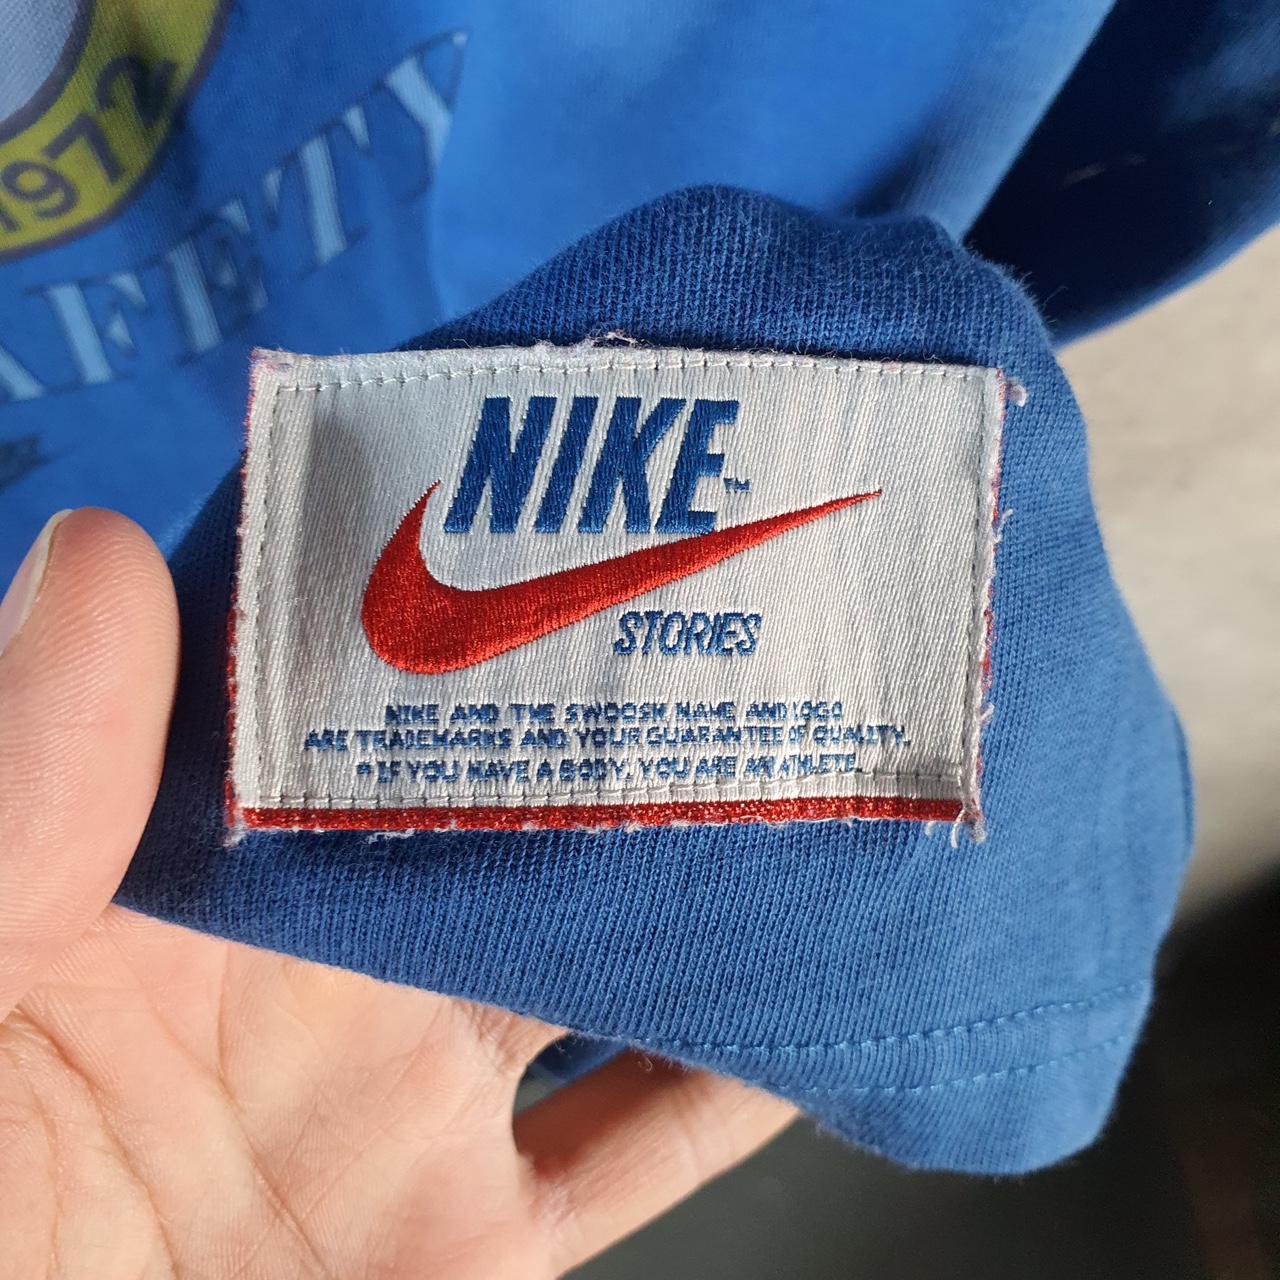 1972
AFETY
NIKE™
STORIES
NIKE AND THE SWOOSH NAME AND LOGO
ARE TRADEMARKS AND YOUR GUARANTEE OF QUALITY.
*IF YOU HAVE A BODY, YOU ARE AN ATHLETE.